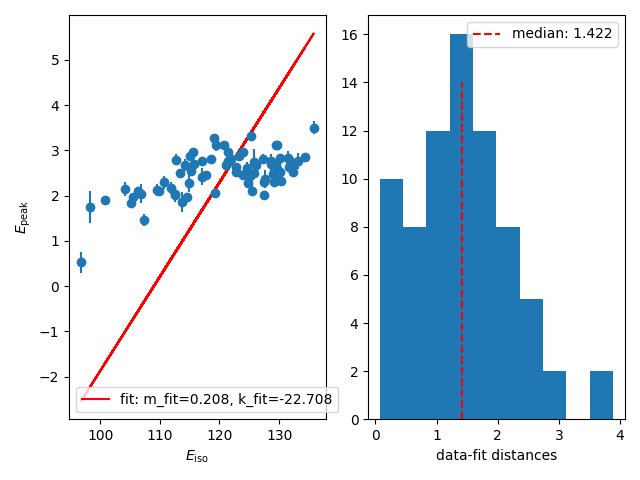 5
4
3
2
1
0
−1
−2
E_peak
100 110 120 130
E_iso
fit: m_fit=0.208, k_fit=-22.708
16
14
12
10
8
6
4
2
0
0 1 2 3 4
data-fit distances
median: 1.422